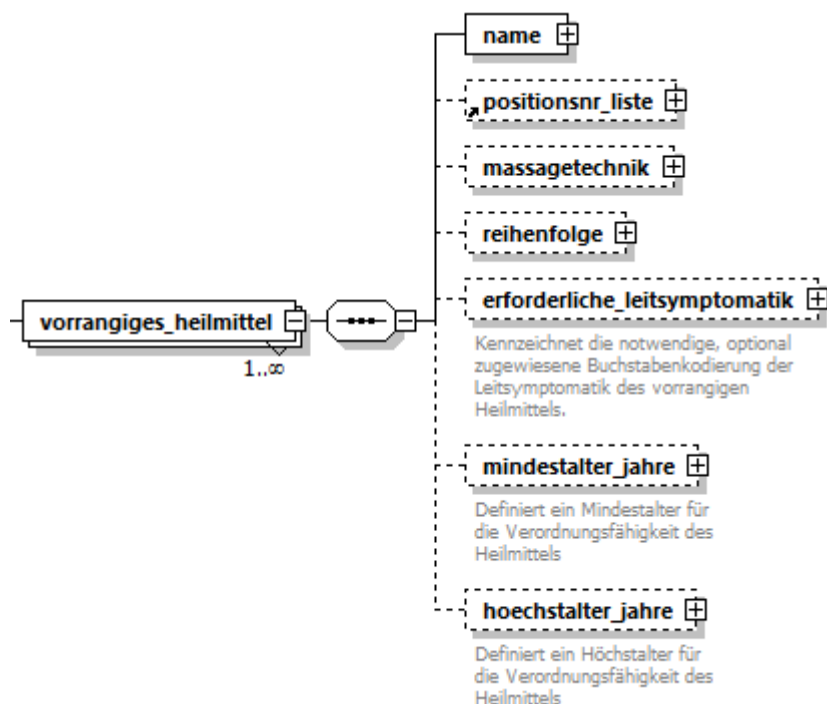 name
positionsnr_liste
massagetechnik
reihenfolge
erforderliche_leitsymptomatik
Kennzeichnet die notwendige, optional
zugewiesene Buchstabenkodierung der
Leitsymptomatik des vorrangigen
Heilmittels.
vorrangiges_heilmittel
1..∞
mindestalter_jahre
Definiert ein Mindestalter für
die Verordnungsfähigkeit des
Heilmittels
hoechstalter_jahre
Definiert ein Höchstalter für
die Verordnungsfähigkeit des
Heilmittels